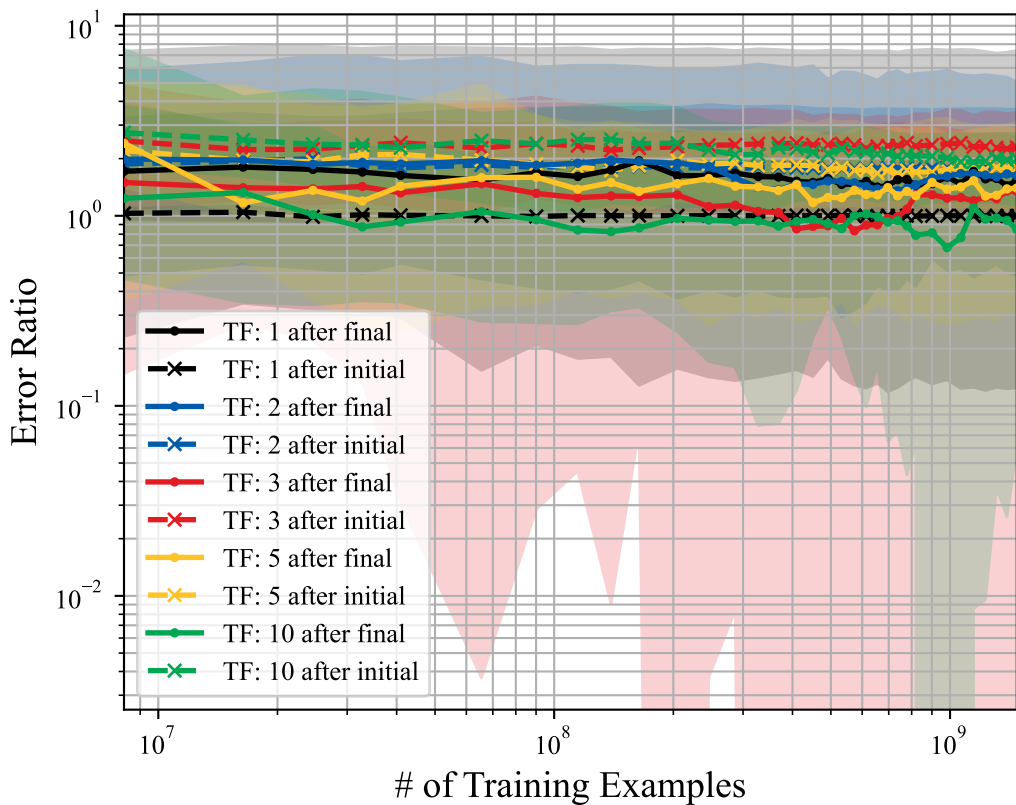 10^1
10^0
10^−1
10^−2
Error Ratio
TF: 1 after final
TF: 1 after initial
TF: 2 after final
TF: 2 after initial
TF: 3 after final
TF: 3 after initial
TF: 5 after final
TF: 5 after initial
TF: 10 after final
TF: 10 after initial
10^7 10^8 10^9
# of Training Examples